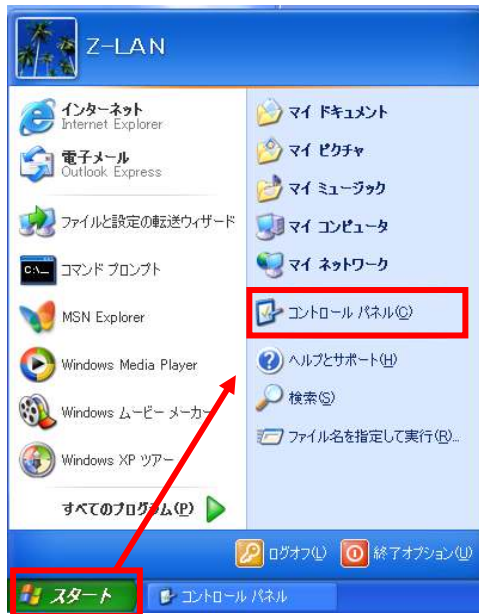 Z-LAN
インターネット
Internet Explorer
電子メール
Outlook Express
ファイルと設定の転送ウィザード
C:\_
コマンド プロンプト
MSN Explorer
Windows Media Player
Windows ムービー メーカー
Windows XP ツアー
すべてのプログラム(P)
マイ ドキュメント
マイ ピクチャ
マイ ミュージック
マイ コンピュータ
マイ ネットワーク
コントロール パネル(C)
ヘルプとサポート(H)
検索(S)
ファイル名を指定して実行(R)...
ログオフ(L)
終了オプション(U)
スタート
コントロール パネル